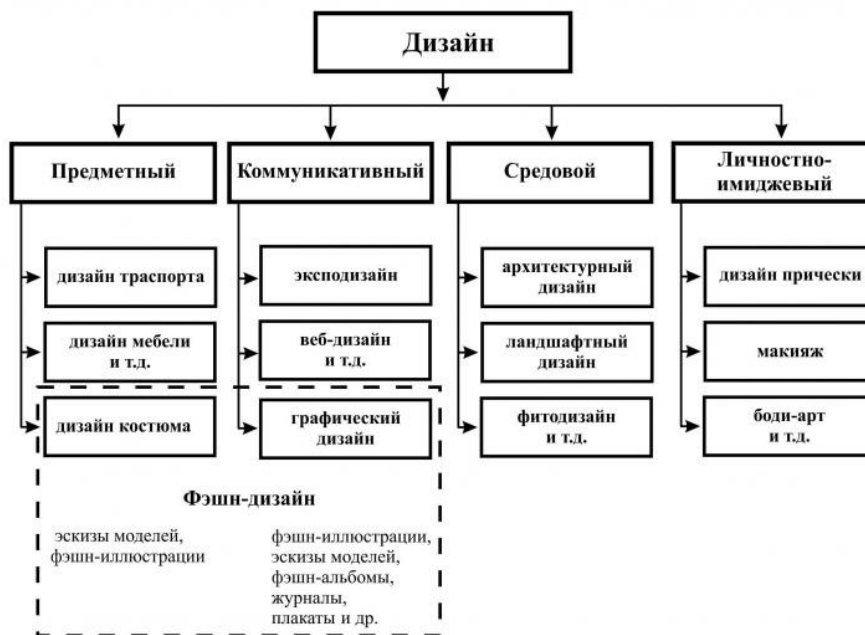 Дизайн
Предметный
Коммуникативный
Средовой
Личностно-
имиджевый
дизайн траспорта
эксподизайн
архитектурный
дизайн
дизайн прически
дизайн мебели
и т.д.
веб-дизайн
и т.д.
ландшафтный
дизайн
макияж
дизайн костюма
графический
дизайн
фитодизайн
и т.д.
боди-арт
и т.д.
Фэшн-дизайн
эскизы моделей,
фэшн-иллюстрации
фэшн-иллюстрации,
эскизы моделей,
фэшн-альбомы,
журналы,
плакаты и др.